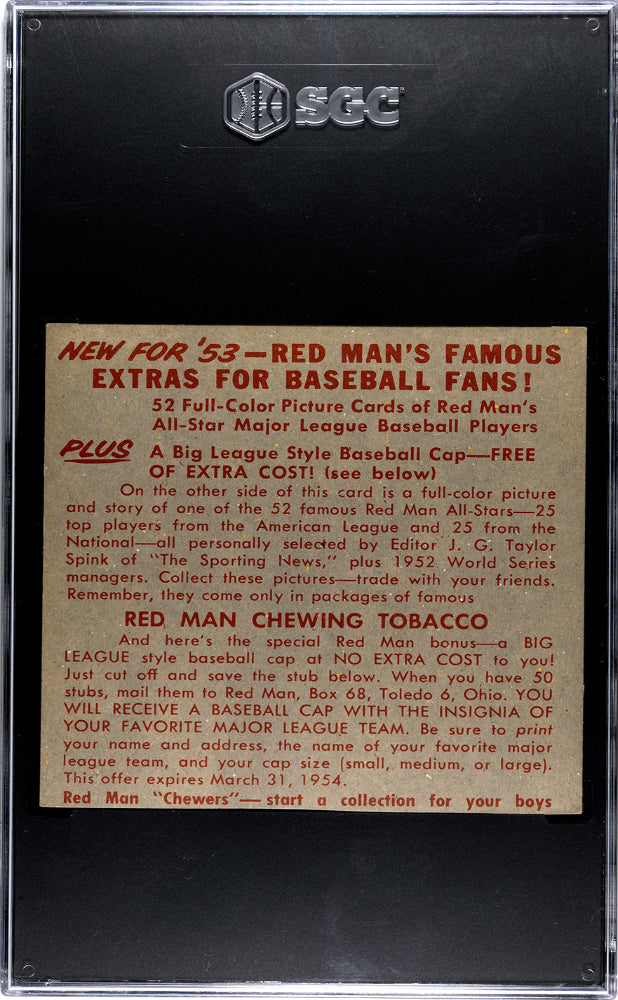 SGC
NEW FOR '53—RED MAN'S FAMOUS
EXTRAS FOR BASEBALL FANS!
52 Full-Color Picture Cards of Red Man's
All-Star Major League Baseball Players
PLUS A Big League Style Baseball Cap—FREE
OF EXTRA COST! (see below)
On the other side of this card is a full-color picture
and story of one of the 52 famous Red Man All-Stars—25
top players from the American League and 25 from the
National—all personally selected by Editor J. G. Taylor
Spink of "The Sporting News," plus 1952 World Series
managers. Collect these pictures—trade with your friends.
Remember, they come only in packages of famous
RED MAN CHEWING TOBACCO
And here's the special Red Man bonus—a BIG
LEAGUE style baseball cap at NO EXTRA COST to you!
Just cut off and save the stub below. When you have 50
stubs, mail them to Red Man, Box 68, Toledo 6, Ohio. YOU
WILL RECEIVE A BASEBALL CAP WITH THE INSIGNIA OF
YOUR FAVORITE MAJOR LEAGUE TEAM. Be sure to print
your name and address, the name of your favorite major
league team, and your cap size (small, medium, or large).
This offer expires March 31, 1954.
Red Man "Chewers"—start a collection for your boys